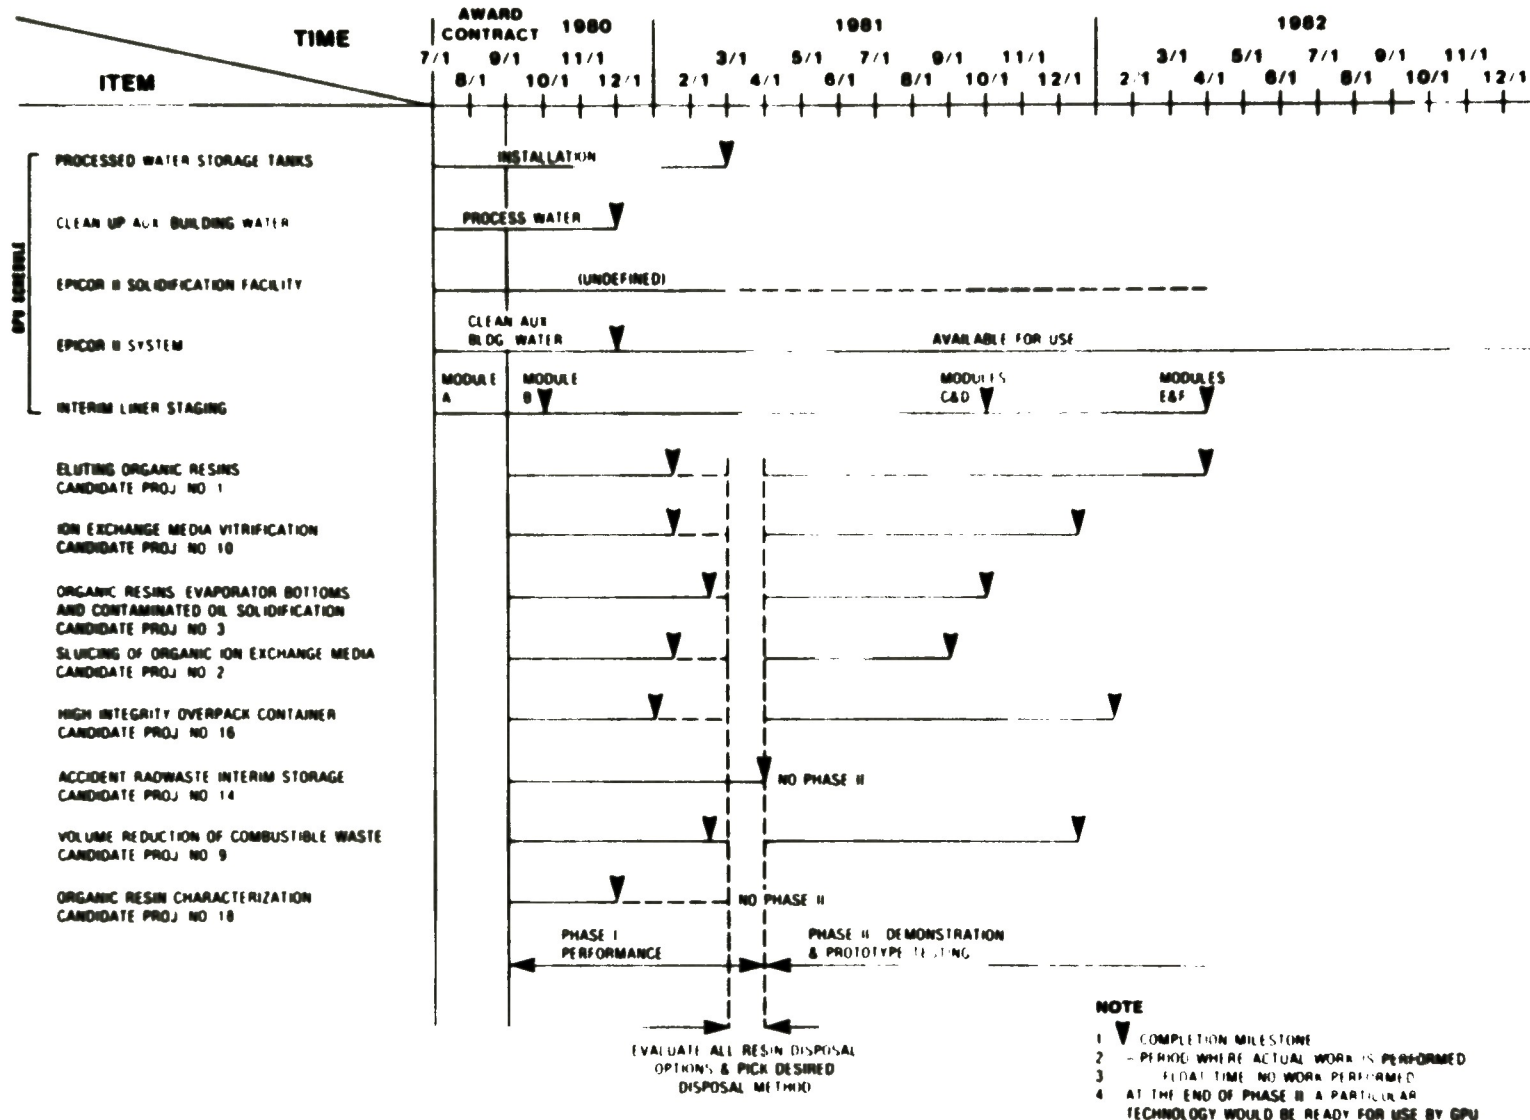 AWARD CONTRACT
1980
1981
1982
TIME
7/1 9/1 11/1 3/1 5/1 7/1 9/1 11/1 3/1 5/1 7/1 9/1 11/1
8/1 10/1 12/1 2/1 4/1 6/1 8/1 10/1 12/1 2/1 4/1 6/1 8/1 10/1 12/1
ITEM
GPU SCHEDULE
PROCESSED WATER STORAGE TANKS
INSTALLATION
CLEAN UP AUX BUILDING WATER
PROCESS WATER
EPICOR II SOLIDIFICATION FACILITY
(UNDEFINED)
EPICOR II SYSTEM
CLEAN AUX
BLDG WATER
AVAILABLE FOR USE
INTERIM LINER STAGING
MODULE
A
MODULE
B
MODULES
C&D
MODULES
E&F
ELUTING ORGANIC RESINS
CANDIDATE PROJ NO 1
ION EXCHANGE MEDIA VITRIFICATION
CANDIDATE PROJ NO 10
ORGANIC RESINS EVAPORATOR BOTTOMS
AND CONTAMINATED OIL SOLIDIFICATION
CANDIDATE PROJ NO 3
SLUICING OF ORGANIC ION EXCHANGE MEDIA
CANDIDATE PROJ NO 2
HIGH INTEGRITY OVERPACK CONTAINER
CANDIDATE PROJ NO 16
ACCIDENT RADWASTE INTERIM STORAGE
CANDIDATE PROJ NO 14
NO PHASE II
VOLUME REDUCTION OF COMBUSTIBLE WASTE
CANDIDATE PROJ NO 9
ORGANIC RESIN CHARACTERIZATION
CANDIDATE PROJ NO 18
NO PHASE II
PHASE I
PERFORMANCE
PHASE II DEMONSTRATION
& PROTOTYPE TESTING
EVALUATE ALL RESIN DISPOSAL
OPTIONS & PICK DESIRED
DISPOSAL METHOD
NOTE
1 COMPLETION MILESTONE
2 – PERIOD WHERE ACTUAL WORK IS PERFORMED
3 FLOAT TIME NO WORK PERFORMED
4 AT THE END OF PHASE II A PARTICULAR
TECHNOLOGY WOULD BE READY FOR USE BY GPU